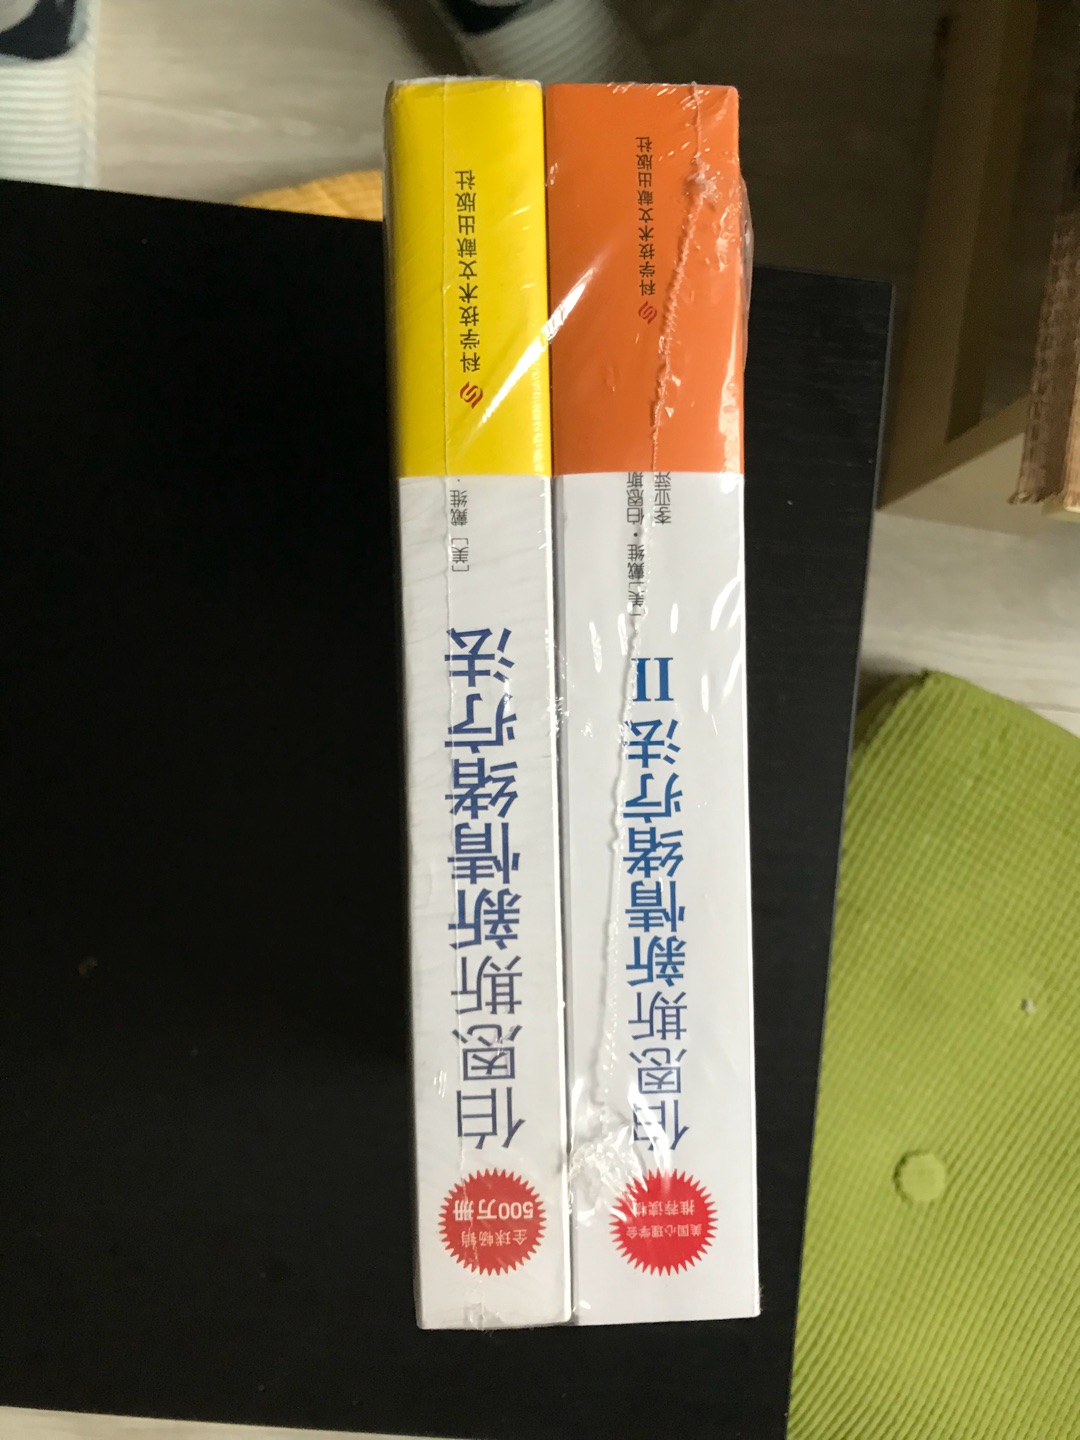 全球畅销
500万册
伯恩斯新情绪疗法
[美] 戴维·
科学技术文献出版社
美国心理学会
推荐读物
伯恩斯新情绪疗法 II
[美] 戴维·伯恩斯
李亚萍
科学技术文献出版社